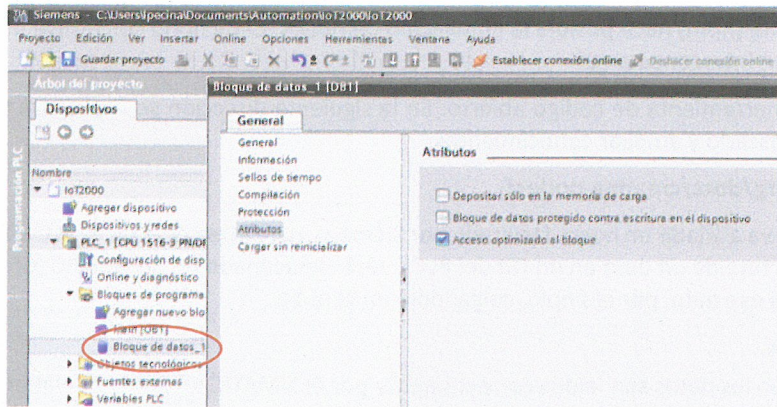 Siemens - C:\Users\lpecina\Documents\Automation\IoT2000\IoT2000
Proyecto Edición Ver Insertar Online Opciones Herramientas Ventana Ayuda
Guardar proyecto Establecer conexión online Deshacer conexión online
Árbol del proyecto
Bloque de datos_1 [DB1]
Dispositivos
General
Programación PLC
Nombre
IoT2000
Agregar dispositivo
Dispositivos y redes
PLC_1 [CPU 1516-3 PN/DP
Configuración de disp
Online y diagnóstico
Bloques de programa
Agregar nuevo blo
Main [OB1]
Bloque de datos_1
Objetos tecnológicos
Fuentes externas
Variables PLC
General
Información
Sellos de tiempo
Compilación
Protección
Atributos
Cargar sin reinicializar
Atributos
Depositar sólo en la memoria de carga
Bloque de datos protegido contra escritura en el dispositivo
Acceso optimizado al bloque